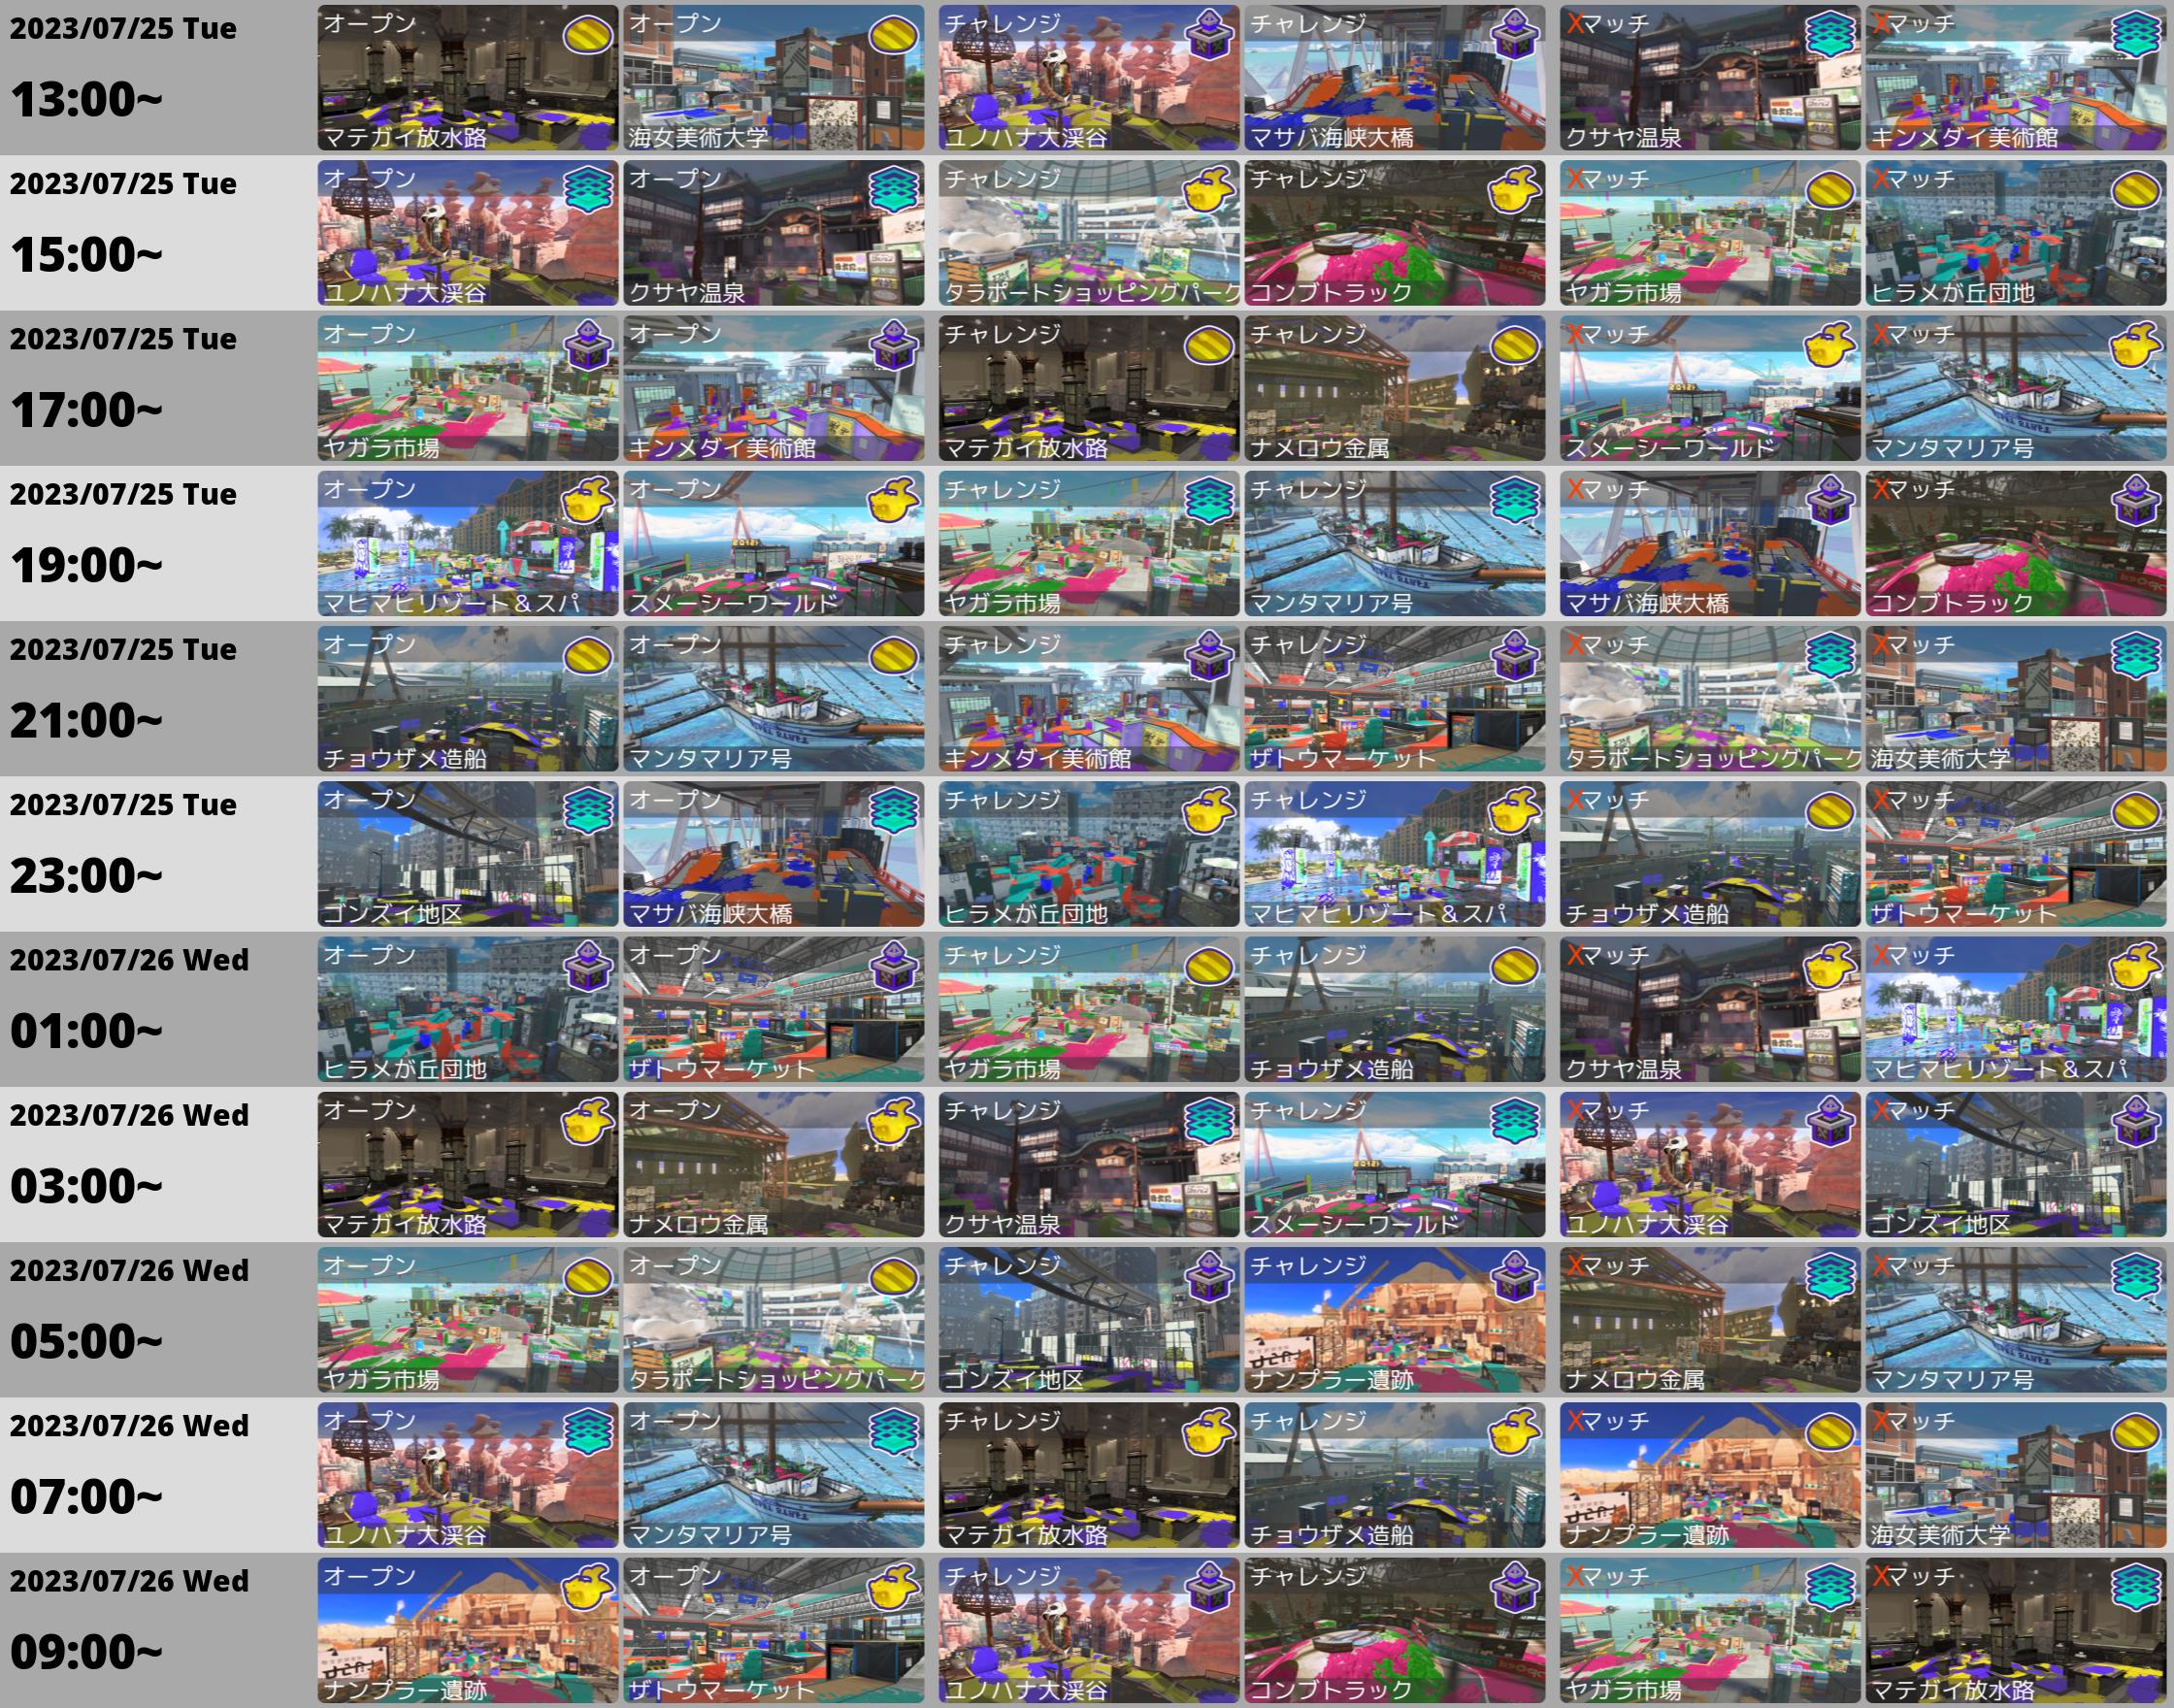 2023/07/25 Tue
13:00~
オープン オープン チャレンジ チャレンジ Xマッチ Xマッチ
マテガイ放水路 海女美術大学 ユノハナ大渓谷 マサバ海峡大橋 クサヤ温泉 キンメダイ美術館
2023/07/25 Tue
15:00~
オープン オープン チャレンジ チャレンジ Xマッチ Xマッチ
ユノハナ大渓谷 クサヤ温泉 タラポートショッピングパーク コンブトラック ヤガラ市場 ヒラメが丘団地
2023/07/25 Tue
17:00~
オープン オープン チャレンジ チャレンジ Xマッチ Xマッチ
ヤガラ市場 キンメダイ美術館 マテガイ放水路 ナメロウ金属 スメーシーワールド マンタマリア号
2023/07/25 Tue
19:00~
オープン オープン チャレンジ チャレンジ Xマッチ Xマッチ
マヒマヒリゾート＆スパ スメーシーワールド ヤガラ市場 マンタマリア号 マサバ海峡大橋 コンブトラック
2023/07/25 Tue
21:00~
オープン オープン チャレンジ チャレンジ Xマッチ Xマッチ
チョウザメ造船 マンタマリア号 キンメダイ美術館 ザトウマーケット タラポートショッピングパーク 海女美術大学
2023/07/25 Tue
23:00~
オープン オープン チャレンジ チャレンジ Xマッチ Xマッチ
ゴンズイ地区 マサバ海峡大橋 ヒラメが丘団地 マヒマヒリゾート＆スパ チョウザメ造船 ザトウマーケット
2023/07/26 Wed
01:00~
オープン オープン チャレンジ チャレンジ Xマッチ Xマッチ
ヒラメが丘団地 ザトウマーケット ヤガラ市場 チョウザメ造船 クサヤ温泉 マヒマヒリゾート＆スパ
2023/07/26 Wed
03:00~
オープン オープン チャレンジ チャレンジ Xマッチ Xマッチ
マテガイ放水路 ナメロウ金属 クサヤ温泉 スメーシーワールド ユノハナ大渓谷 ゴンズイ地区
2023/07/26 Wed
05:00~
オープン オープン チャレンジ チャレンジ Xマッチ Xマッチ
ヤガラ市場 タラポートショッピングパーク ゴンズイ地区 ナンプラー遺跡 ナメロウ金属 マンタマリア号
2023/07/26 Wed
07:00~
オープン オープン チャレンジ チャレンジ Xマッチ Xマッチ
ユノハナ大渓谷 マンタマリア号 マテガイ放水路 チョウザメ造船 ナンプラー遺跡 海女美術大学
2023/07/26 Wed
09:00~
オープン オープン チャレンジ チャレンジ Xマッチ Xマッチ
ナンプラー遺跡 ザトウマーケット ユノハナ大渓谷 コンブトラック ヤガラ市場 マテガイ放水路